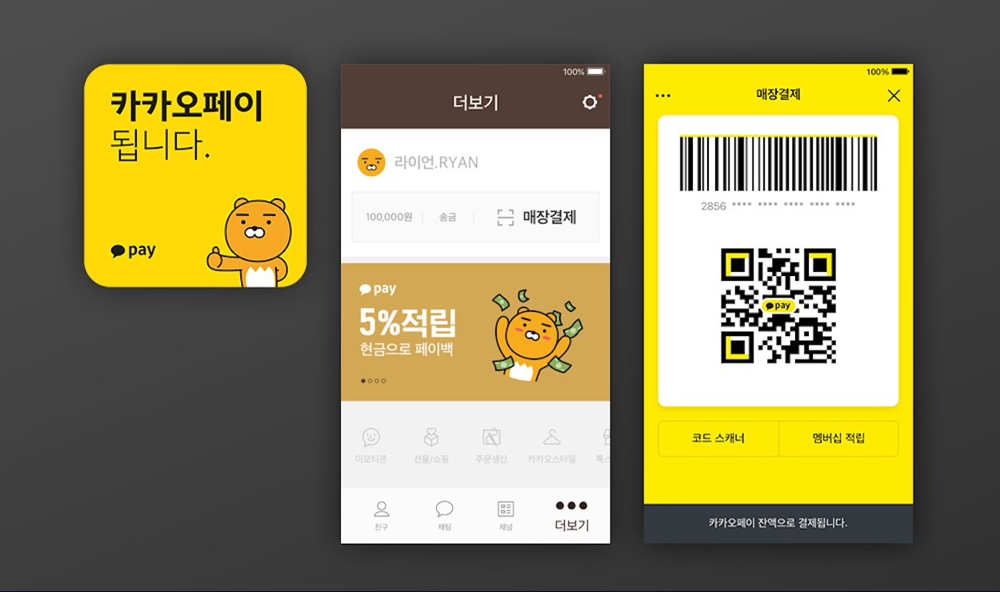 카카오페이
됩니다.
pay
100%
더보기
라이언.RYAN
100,000원
송금
매장결제
pay
5%적립
현금으로 페이백
이모티콘
선물/쇼핑
주문생산
카카오스타일
친구
채팅
채널
더보기
100%
매장결제
2856 **** **** **** **** ****
pay
코드 스캐너
멤버십 적립
카카오페이 잔액으로 결제됩니다.